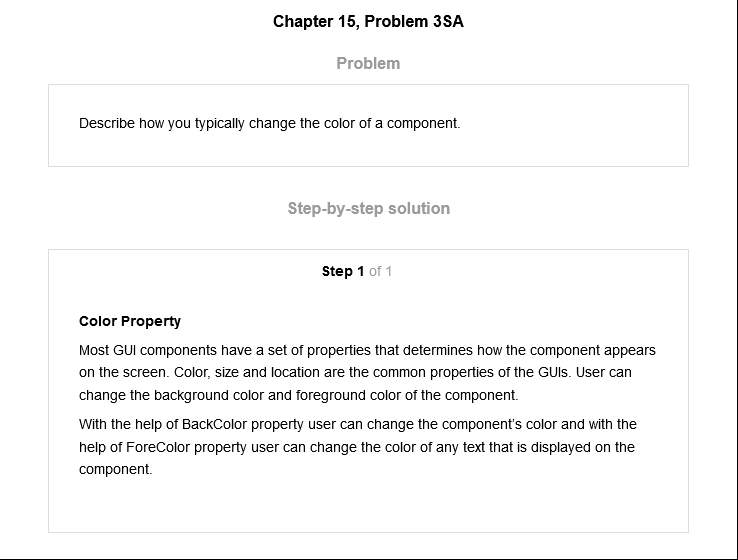 Chapter 15, Problem 3SA
Problem
Describe how you typically change the color of a component.
Step-by-step solution
Step 1 of 1
Color Property
Most GUI components have a set of properties that determines how the component appears
on the screen. Color, size and location are the common properties of the GUIs. User can
change the background color and foreground color of the component.
With the help of BackColor property user can change the component's color and with the
help of ForeColor property user can change the color of any text that is displayed on the
component.